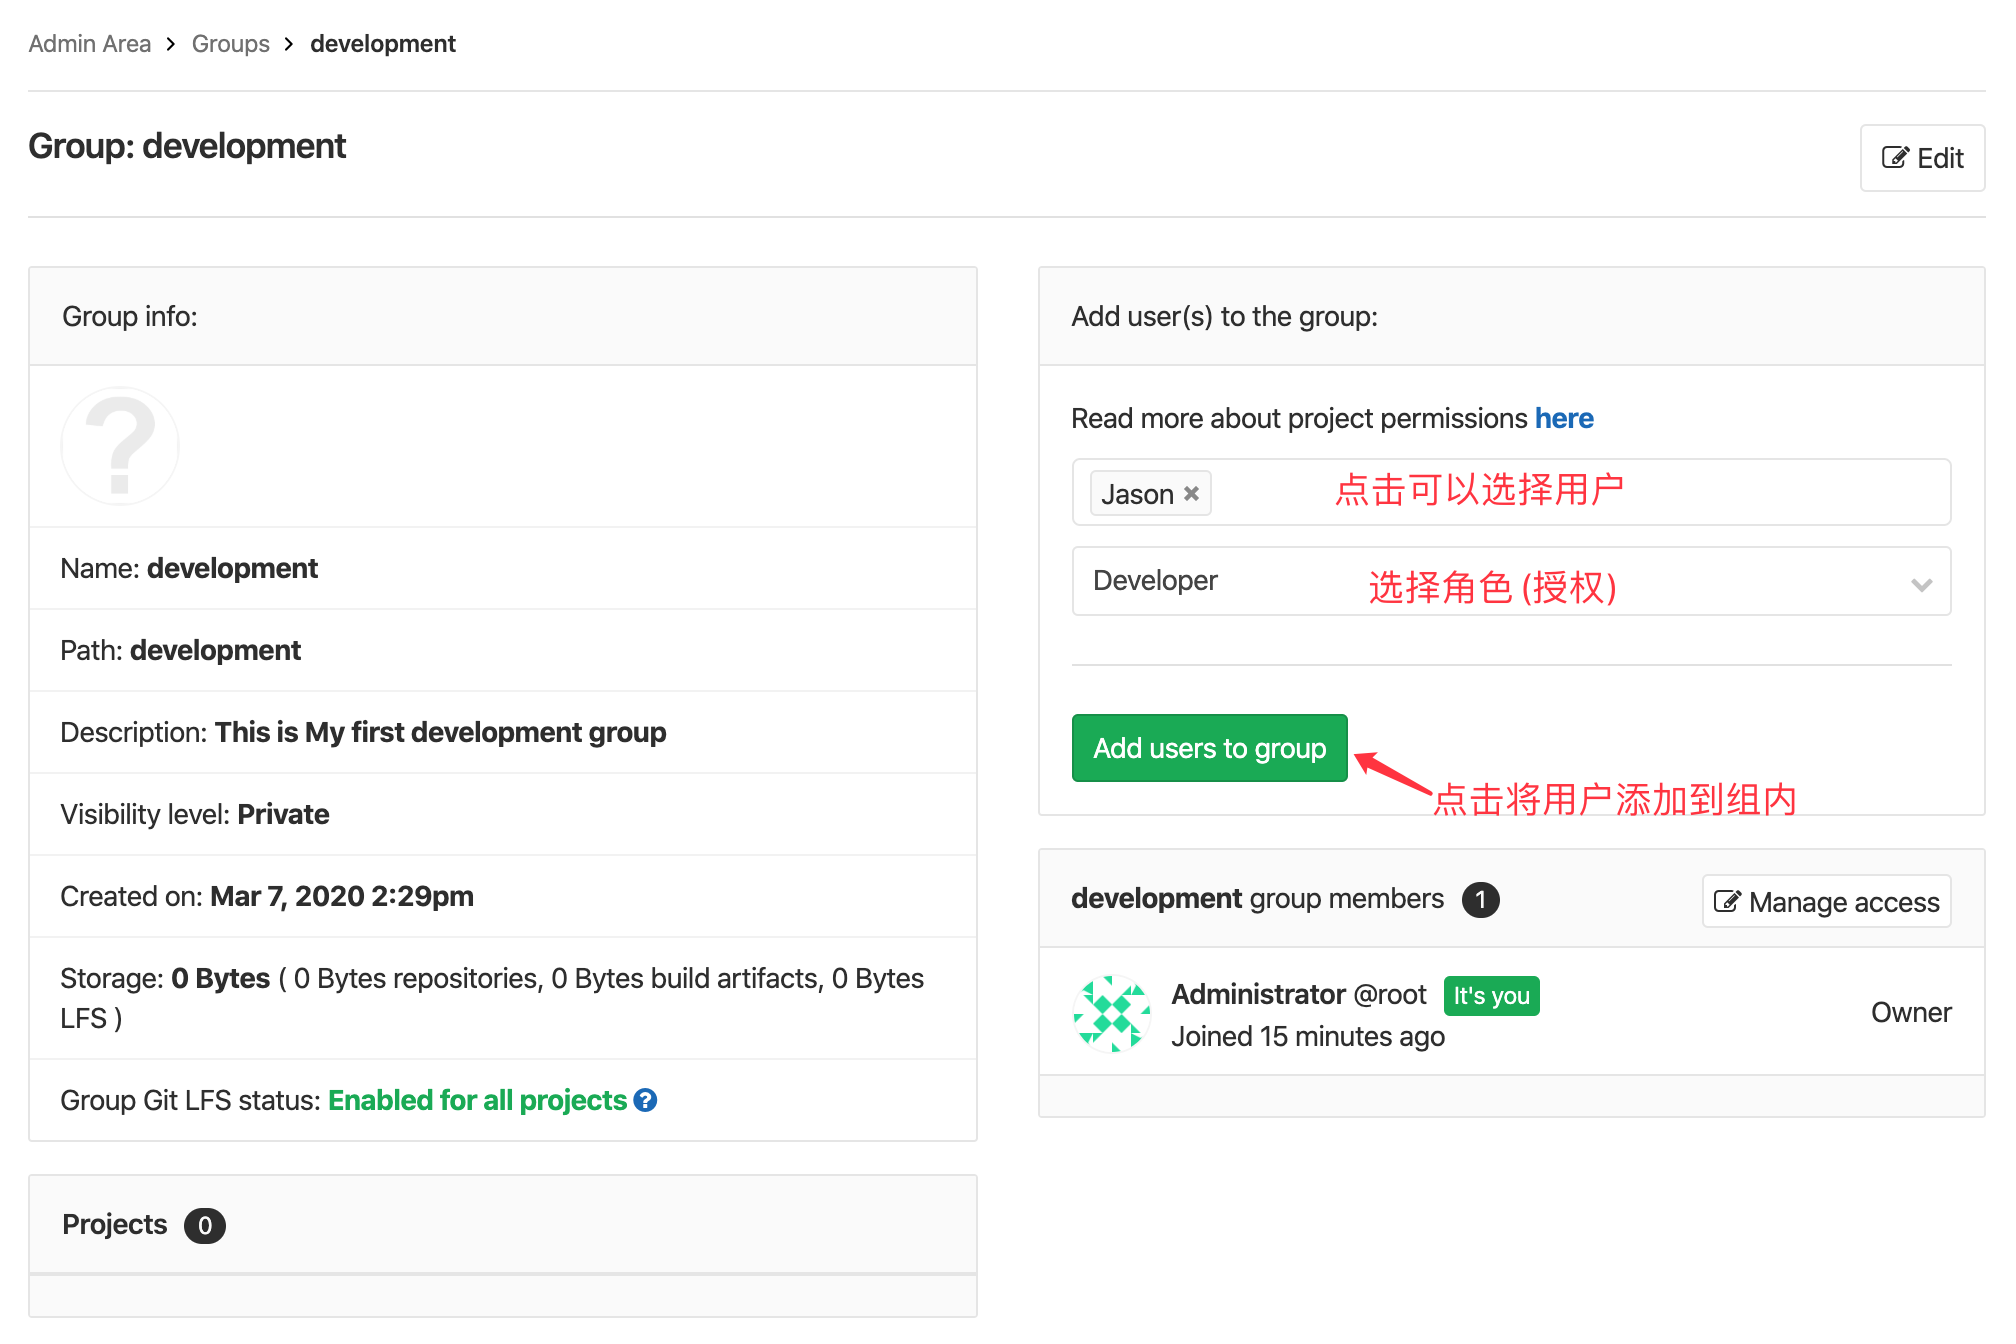 Admin Area > Groups > development
Group: development
Edit
Group info:
?
Name: development
Path: development
Description: This is My first development group
Visibility level: Private
Created on: Mar 7, 2020 2:29pm
Storage: 0 Bytes ( 0 Bytes repositories, 0 Bytes build artifacts, 0 Bytes
LFS )
Group Git LFS status: Enabled for all projects ?
Projects 0
Add user(s) to the group:
Read more about project permissions here
Jason × 点击可以选择用户
Developer 选择角色 (授权)
Add users to group
点击将用户添加到组内
development group members 1
Manage access
Administrator @root It's you
Joined 15 minutes ago
Owner